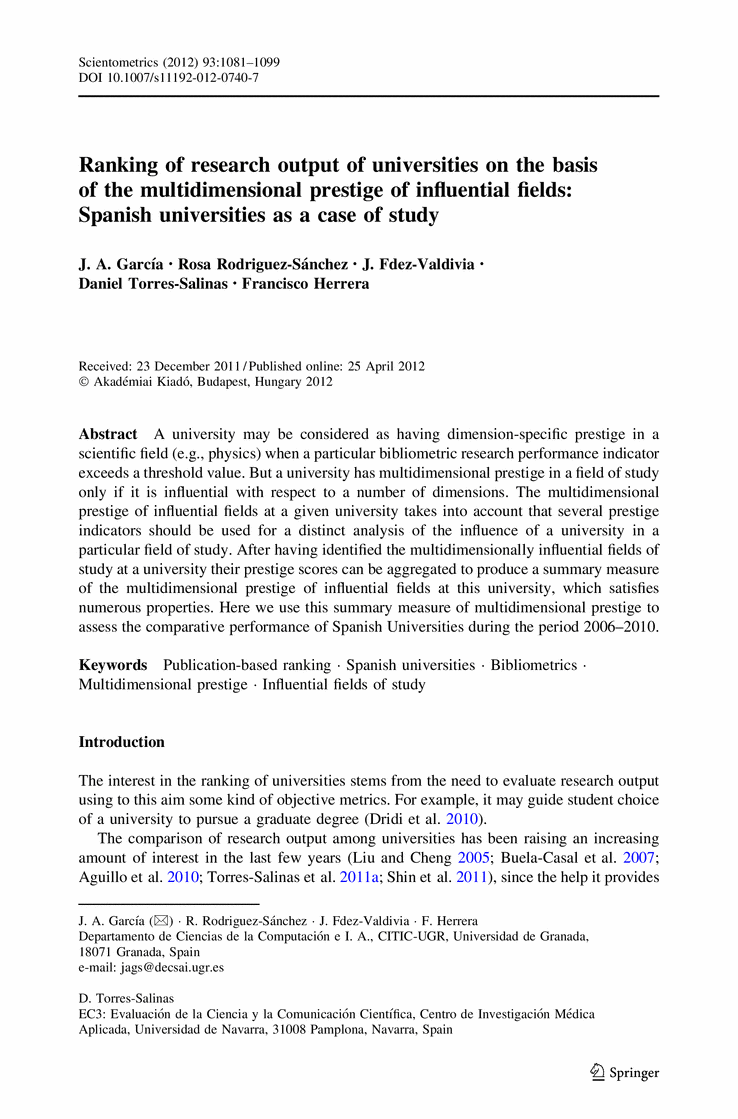 Scientometrics (2012) 93:1081–1099
DOI 10.1007/s11192-012-0740-7
Ranking of research output of universities on the basis
of the multidimensional prestige of influential fields:
Spanish universities as a case of study
J. A. García · Rosa Rodriguez-Sánchez · J. Fdez-Valdivia ·
Daniel Torres-Salinas · Francisco Herrera
Received: 23 December 2011 / Published online: 25 April 2012
© Akadémiai Kiadó, Budapest, Hungary 2012
Abstract A university may be considered as having dimension-specific prestige in a
scientific field (e.g., physics) when a particular bibliometric research performance indicator
exceeds a threshold value. But a university has multidimensional prestige in a field of study
only if it is influential with respect to a number of dimensions. The multidimensional
prestige of influential fields at a given university takes into account that several prestige
indicators should be used for a distinct analysis of the influence of a university in a
particular field of study. After having identified the multidimensionally influential fields of
study at a university their prestige scores can be aggregated to produce a summary measure
of the multidimensional prestige of influential fields at this university, which satisfies
numerous properties. Here we use this summary measure of multidimensional prestige to
assess the comparative performance of Spanish Universities during the period 2006–2010.
Keywords Publication-based ranking · Spanish universities · Bibliometrics ·
Multidimensional prestige · Influential fields of study
Introduction
The interest in the ranking of universities stems from the need to evaluate research output
using to this aim some kind of objective metrics. For example, it may guide student choice
of a university to pursue a graduate degree (Dridi et al. 2010).
The comparison of research output among universities has been raising an increasing
amount of interest in the last few years (Liu and Cheng 2005; Buela-Casal et al. 2007;
Aguillo et al. 2010; Torres-Salinas et al. 2011a; Shin et al. 2011), since the help it provides
J. A. García (✉) · R. Rodriguez-Sánchez · J. Fdez-Valdivia · F. Herrera
Departamento de Ciencias de la Computación e I. A., CITIC-UGR, Universidad de Granada,
18071 Granada, Spain
e-mail: jags@decsai.ugr.es
D. Torres-Salinas
EC3: Evaluación de la Ciencia y la Comunicación Científica, Centro de Investigación Médica
Aplicada, Universidad de Navarra, 31008 Pamplona, Navarra, Spain
Springer